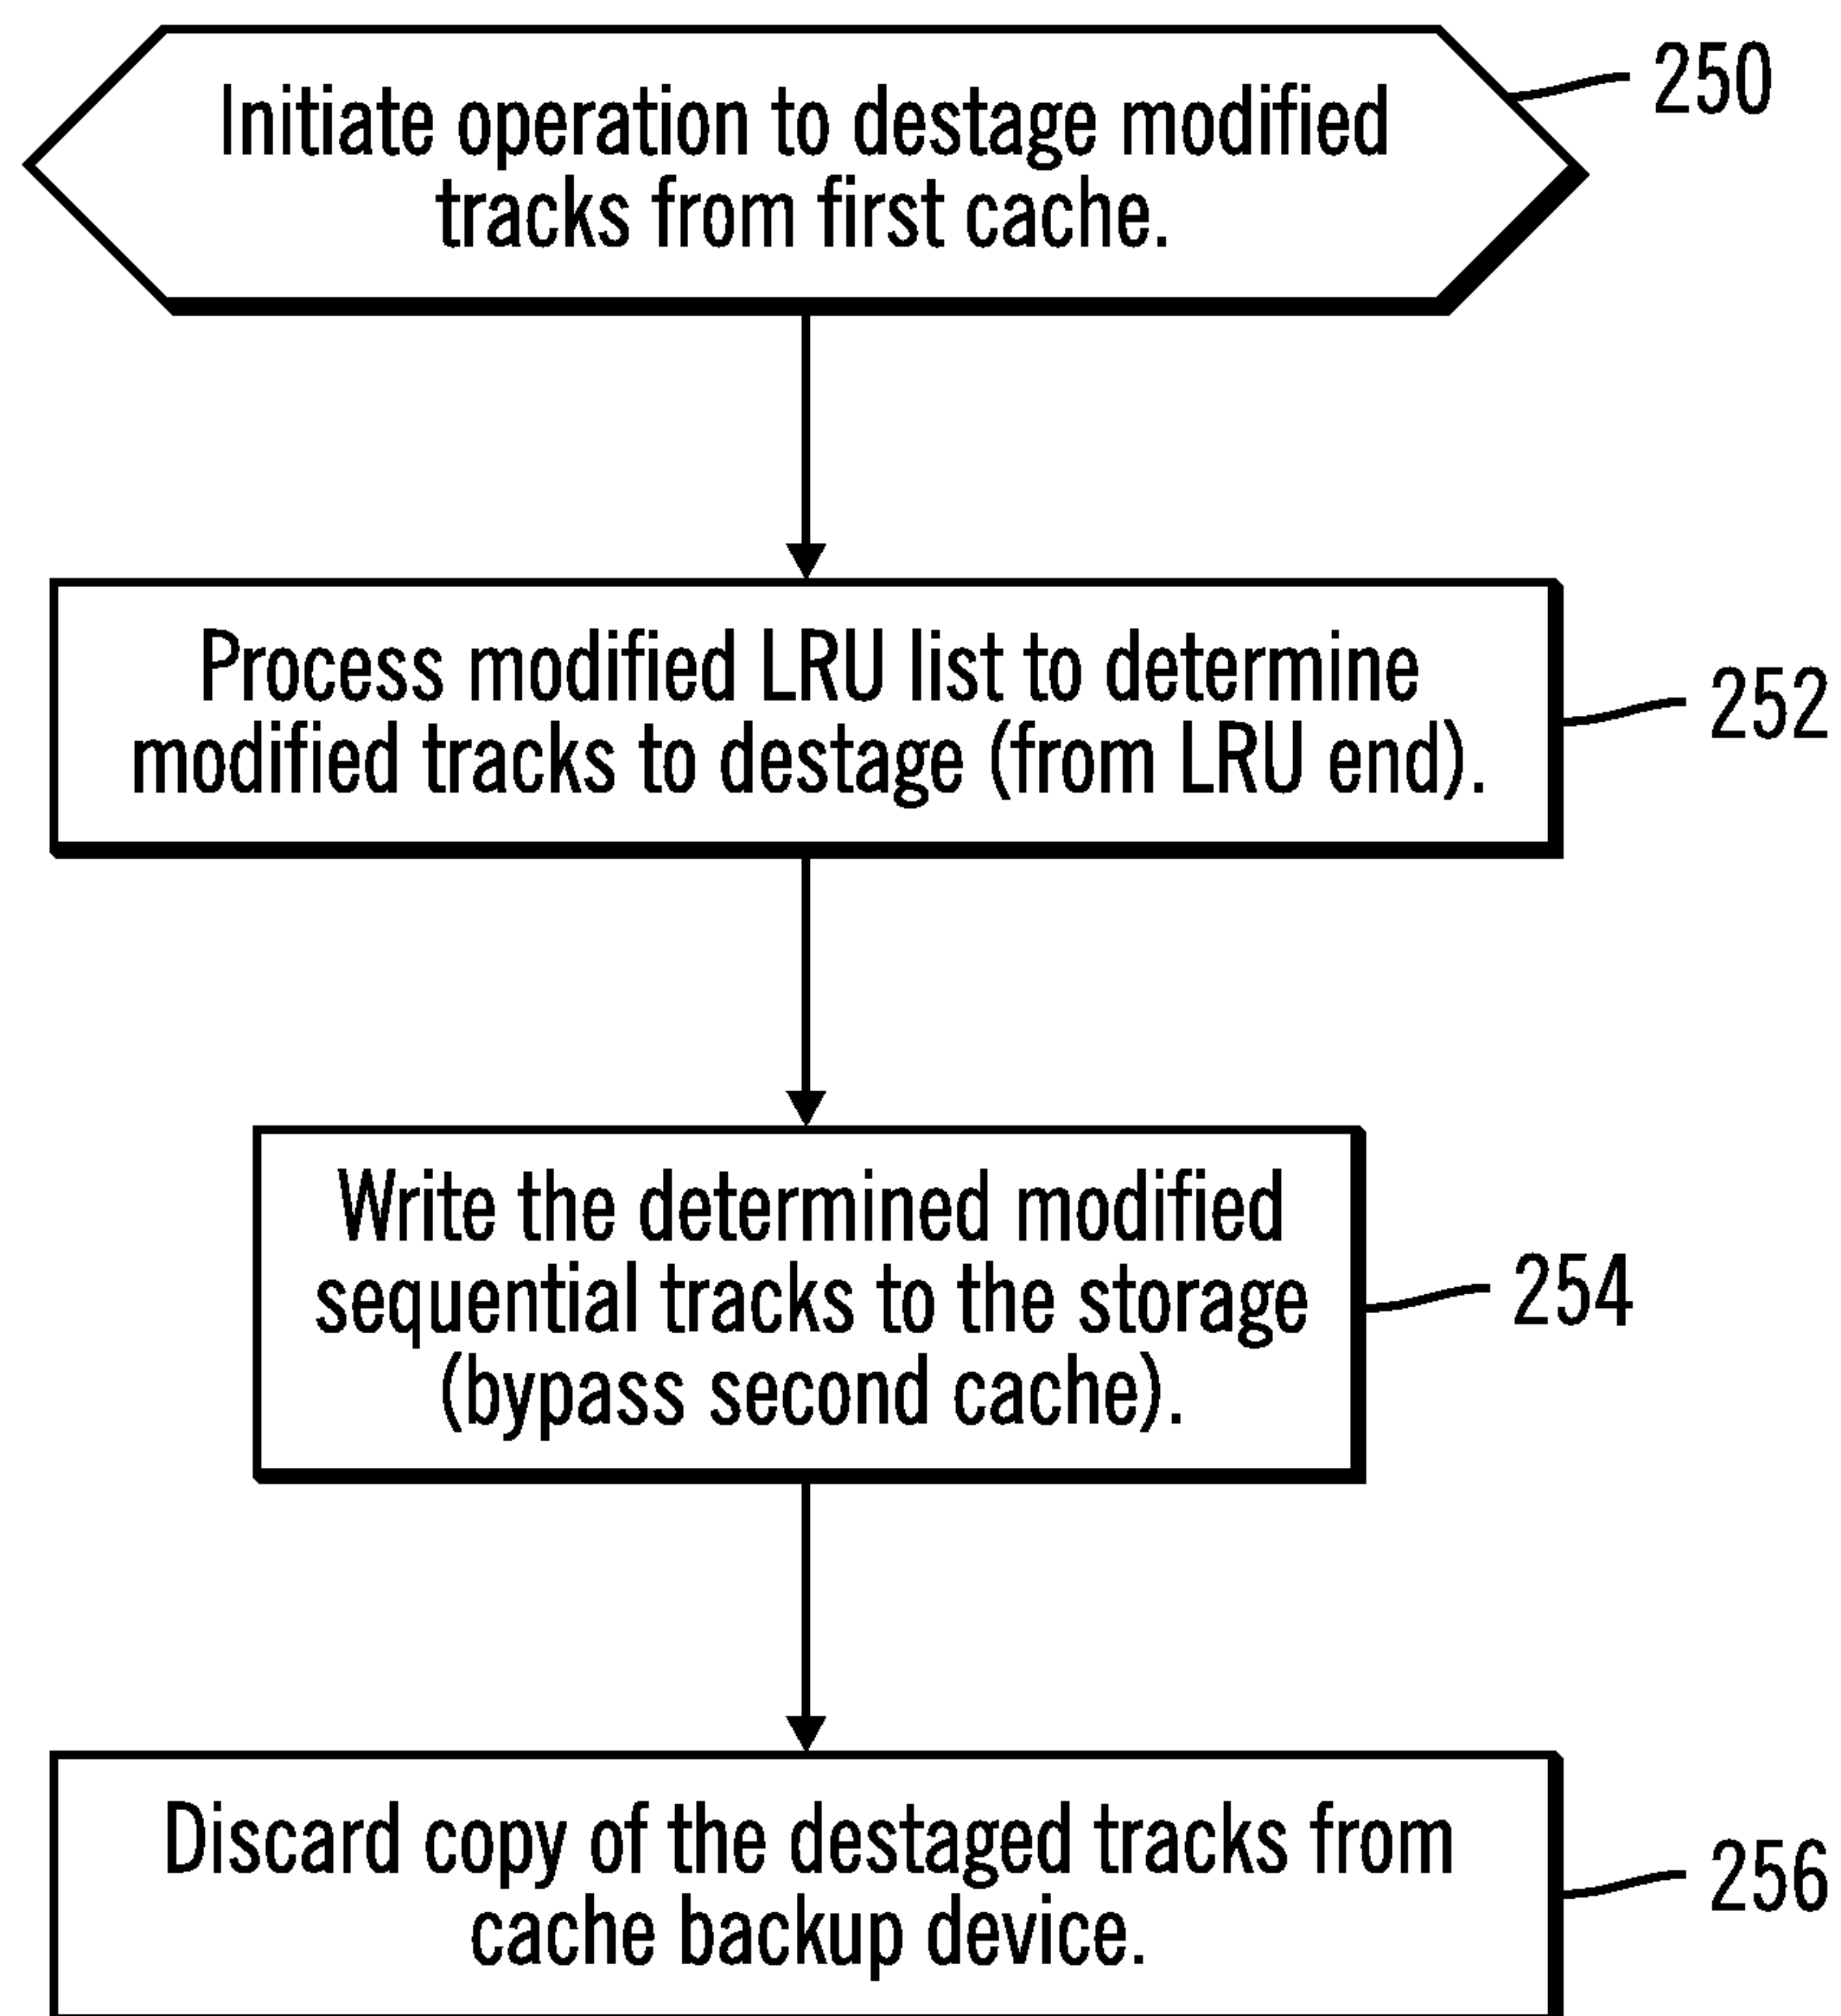 Initiate operation to destage modified
tracks from first cache.
250
Process modified LRU list to determine
modified tracks to destage (from LRU end).
252
Write the determined modified
sequential tracks to the storage
(bypass second cache).
254
Discard copy of the destaged tracks from
cache backup device.
256